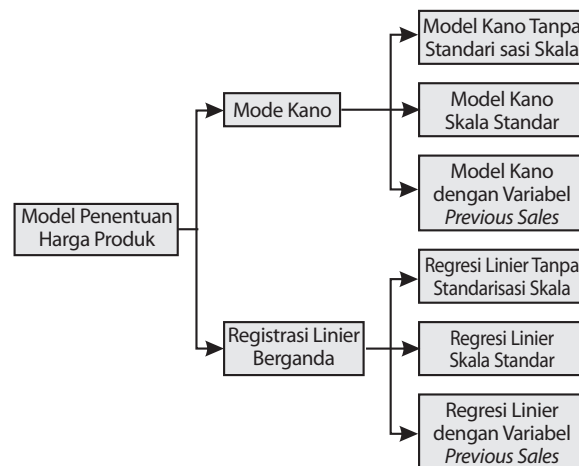 Model Kano Tanpa
Standari sasi Skala
Mode Kano
Model Kano
Skala Standar
Model Kano
dengan Variabel
Previous Sales
Model Penentuan
Harga Produk
Regresi Linier Tanpa
Standarisasi Skala
Registrasi Linier
Berganda
Regresi Linier
Skala Standar
Regresi Linier
dengan Variabel
Previous Sales